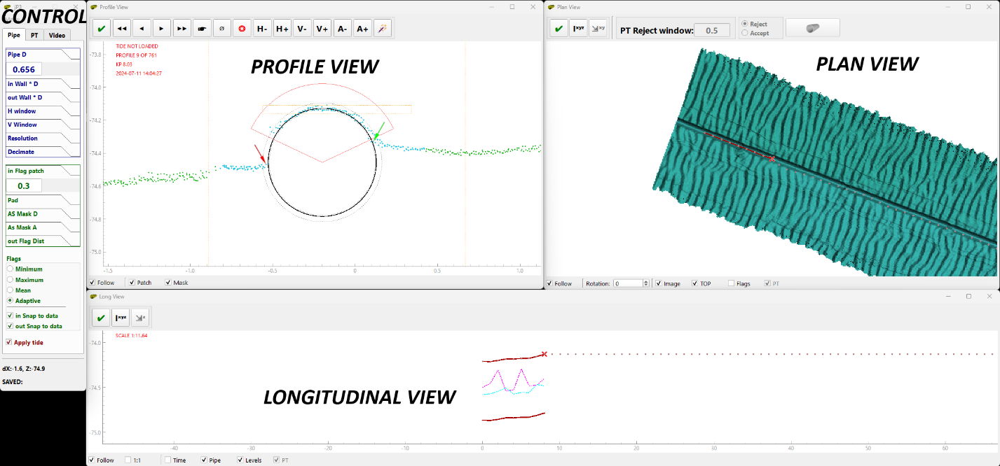 iP3
CONTROL
Pipe PT Video
Pipe D
0.656
in Wall * D
out Wall * D
H window
V Window
Resolution
Decimate
in Flag patch
0.3
Pad
AS Mask D
As Mask A
out Flag Dist
Flags
Minimum
Maximum
Mean
Adaptive
in Snap to data
out Snap to data
Apply tide
dX:-1.6, Z:-74.9
SAVED:
Profile View
H- H+ V- V+ A- A+
TIDE NOT LOADED
PROFILE 9 OF 761
KP 8.03
2024-07-11 14:04:27
PROFILE VIEW
-73.8
-74.0
-74.2
-74.4
-74.6
-74.8
-75.0
-1.5 -1.0 -0.5 0 0.5 1.0
Follow Patch Mask
Plan View
xyz xy
PT Reject window: 0.5
Reject
Accept
PLAN VIEW
Follow Rotation: 0 Image TOP Flags PT
Long View
xyz z
SCALE 1:11.64
-74.0
-74.5
-75.0
LONGITUDINAL VIEW
-40 -30 -20 -10 0 10 20 30 40 50 60
Follow 1:1 Time Pipe Levels PT